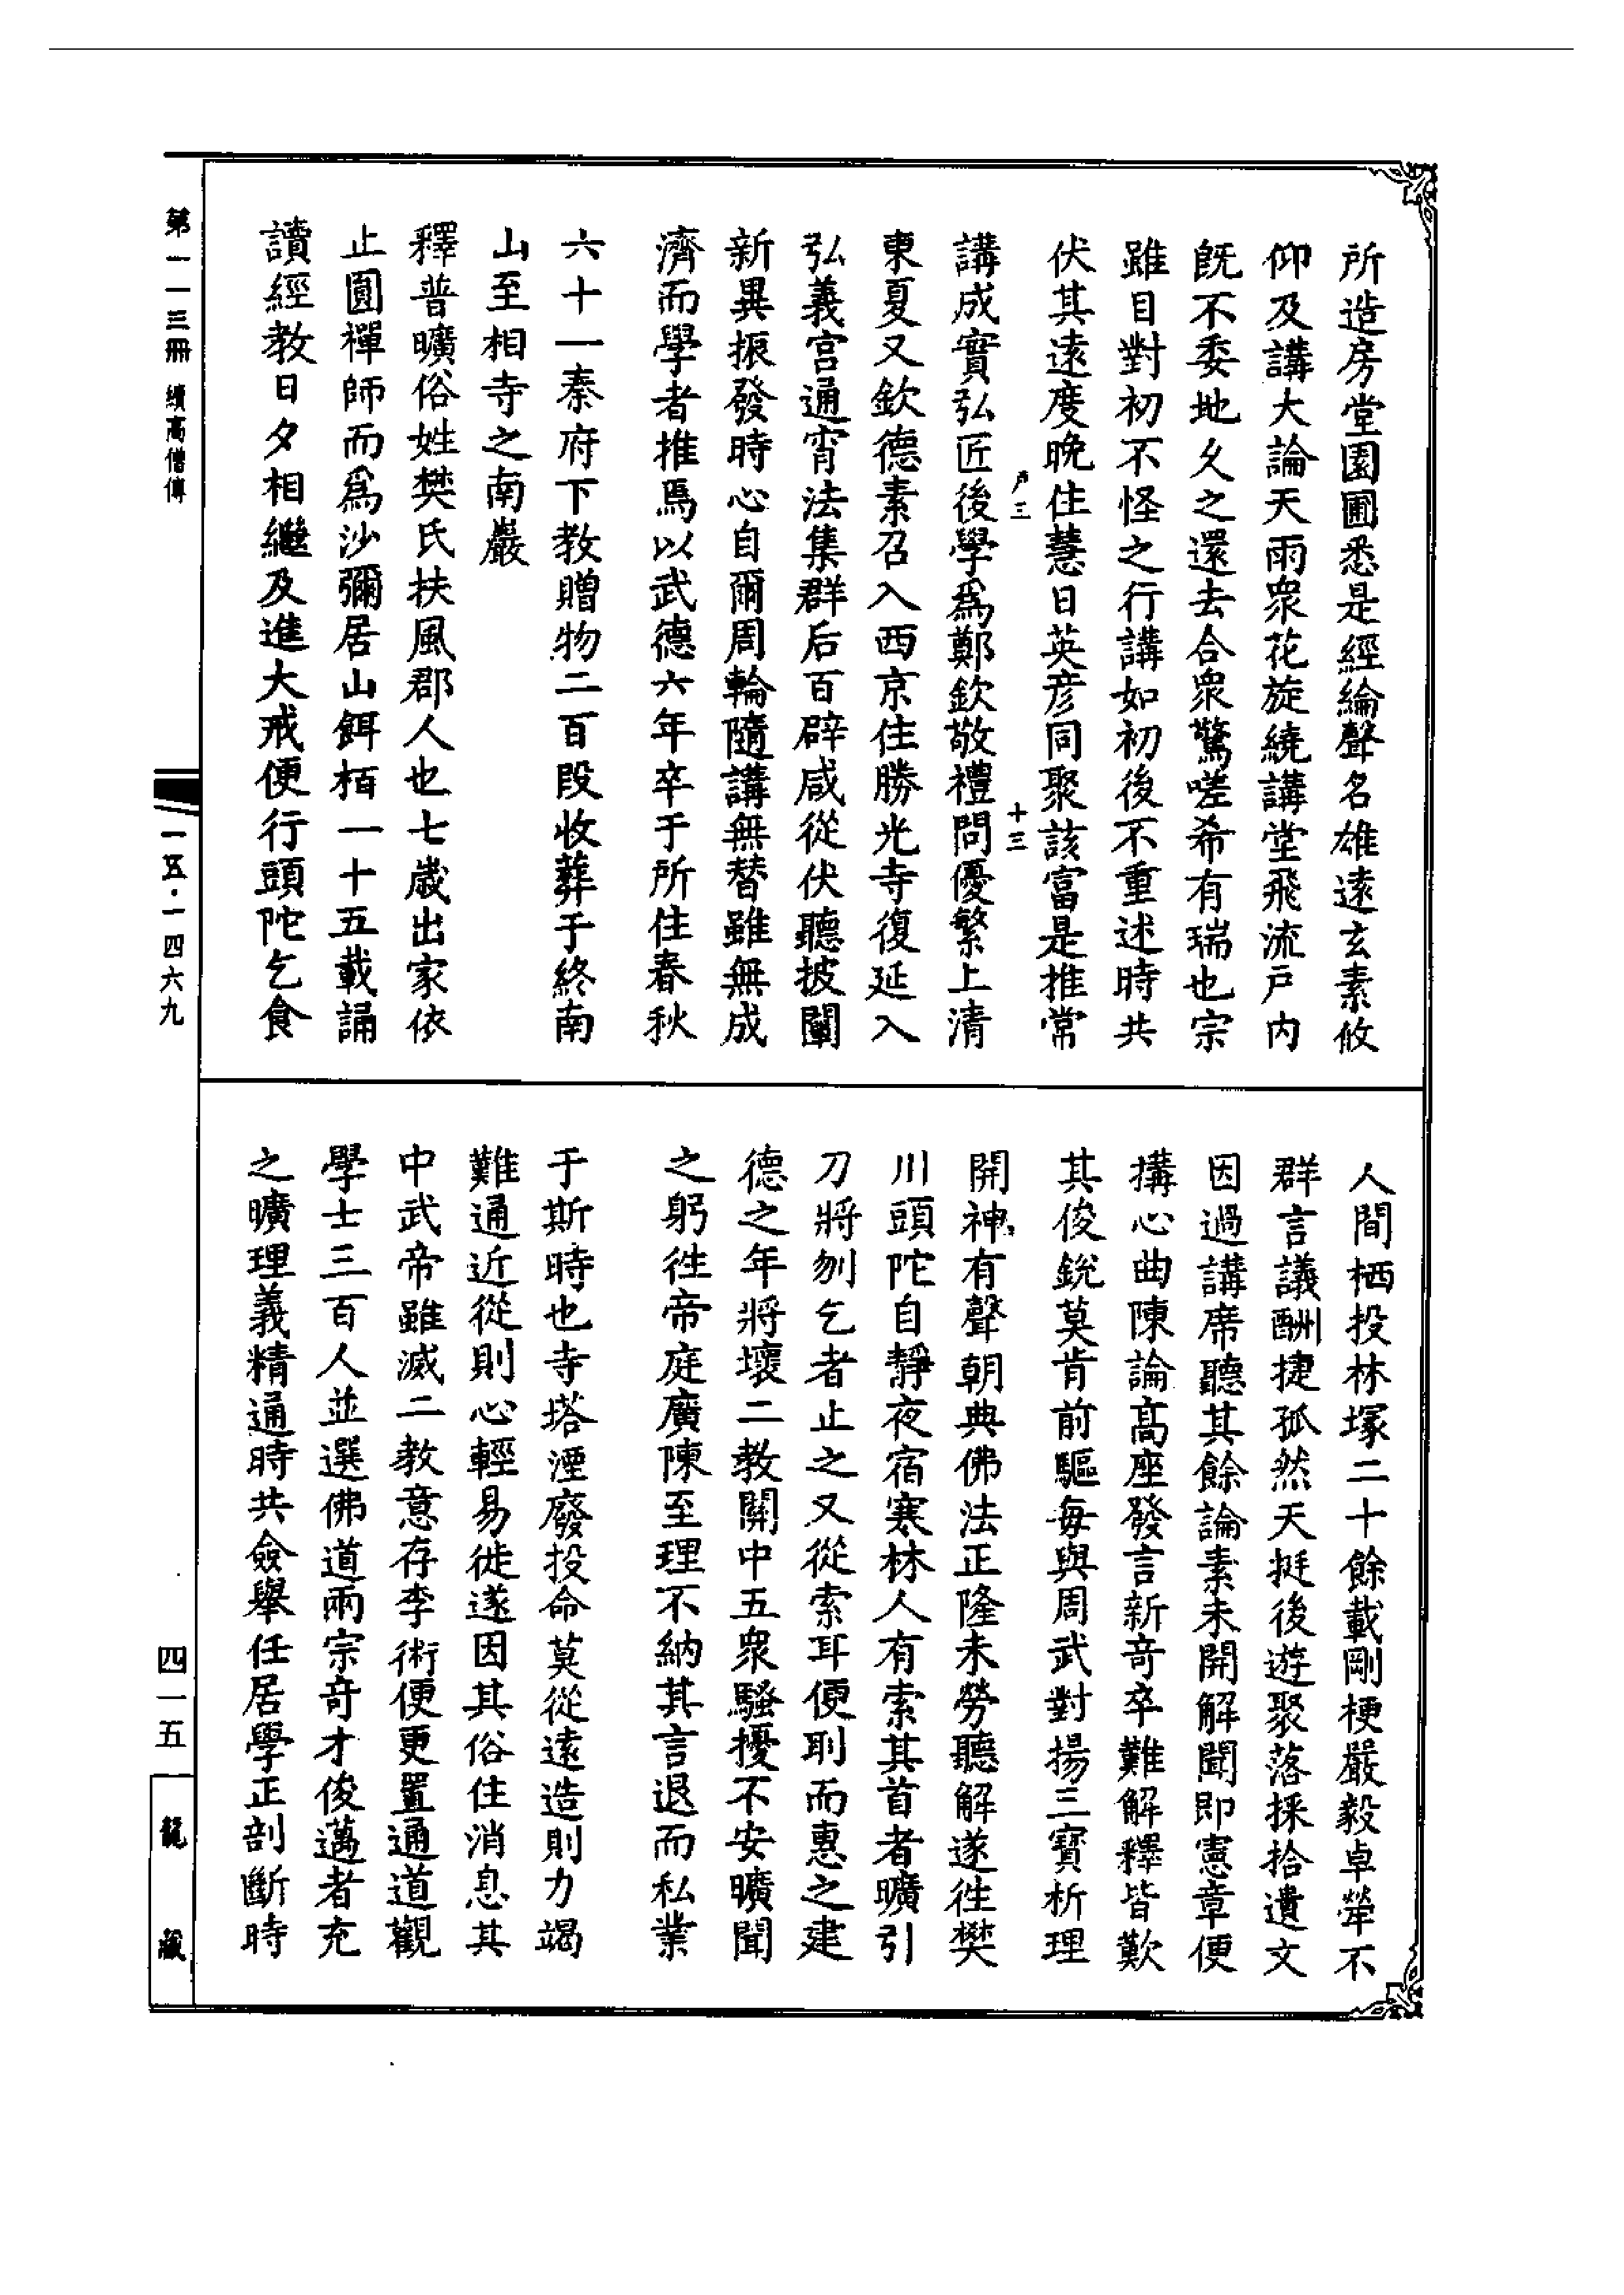 所造房堂園圃悉是經綸聲名雄遠玄素攸
仰及講大論天雨眾花旋繞講堂飛流戶內
既不委地久之還去合眾驚嗟希有瑞也宗
雖目對初不怪之行講如初後不重述時共
伏其遠度晚住慧日英彥同聚該富是推常
戶三
十三
講成實弘匠後學為鄭欽敬禮問優繁上清
東夏又欽德素召入西京住勝光寺復延入
弘義宮通宵法集群后百辟咸從伏聽披闡
新異振發時心自爾周輪隨講無替雖無成
濟而學者推焉以武德六年卒于所住春秋
六十一秦府下教贈物二百段收葬于終南
山至相寺之南巖
釋普曠俗姓樊氏扶風郡人也七歲出家依
止圓禪師而為沙彌居山餌栢一十五載誦
讀經教日夕相繼及進大戒便行頭陀乞食
人間栖投林塚二十餘載剛梗嚴毅卓犖不
群言議酬捷孤然天挺後遊聚落採拾遺文
因過講席聽其餘論素未開解聞即憲章便
搆心曲陳論高座發言新奇卒難解釋皆歎
其俊銳莫肯前驅每與周武對揚三寶析理
開神有聲朝典佛法正隆未勞聽解遂往樊
川頭陀自靜夜宿寒林人有索其首者曠引
刀將刎乞者止之又從索耳便刵而惠之建
德之年將壞二教關中五眾騷擾不安曠聞
之躬往帝庭廣陳至理不納其言退而私業
于斯時也寺塔湮廢投命莫從遠造則力竭
難通近從則心輕易徙遂因其俗住消息其
中武帝雖滅二教意存李術便更置通道觀
學士三百人並選佛道兩宗奇才俊邁者充
之曠理義精通時共僉舉任居學正剖斷時
第一一三冊 續高僧傳
一五·一四六九
四一五
龍藏